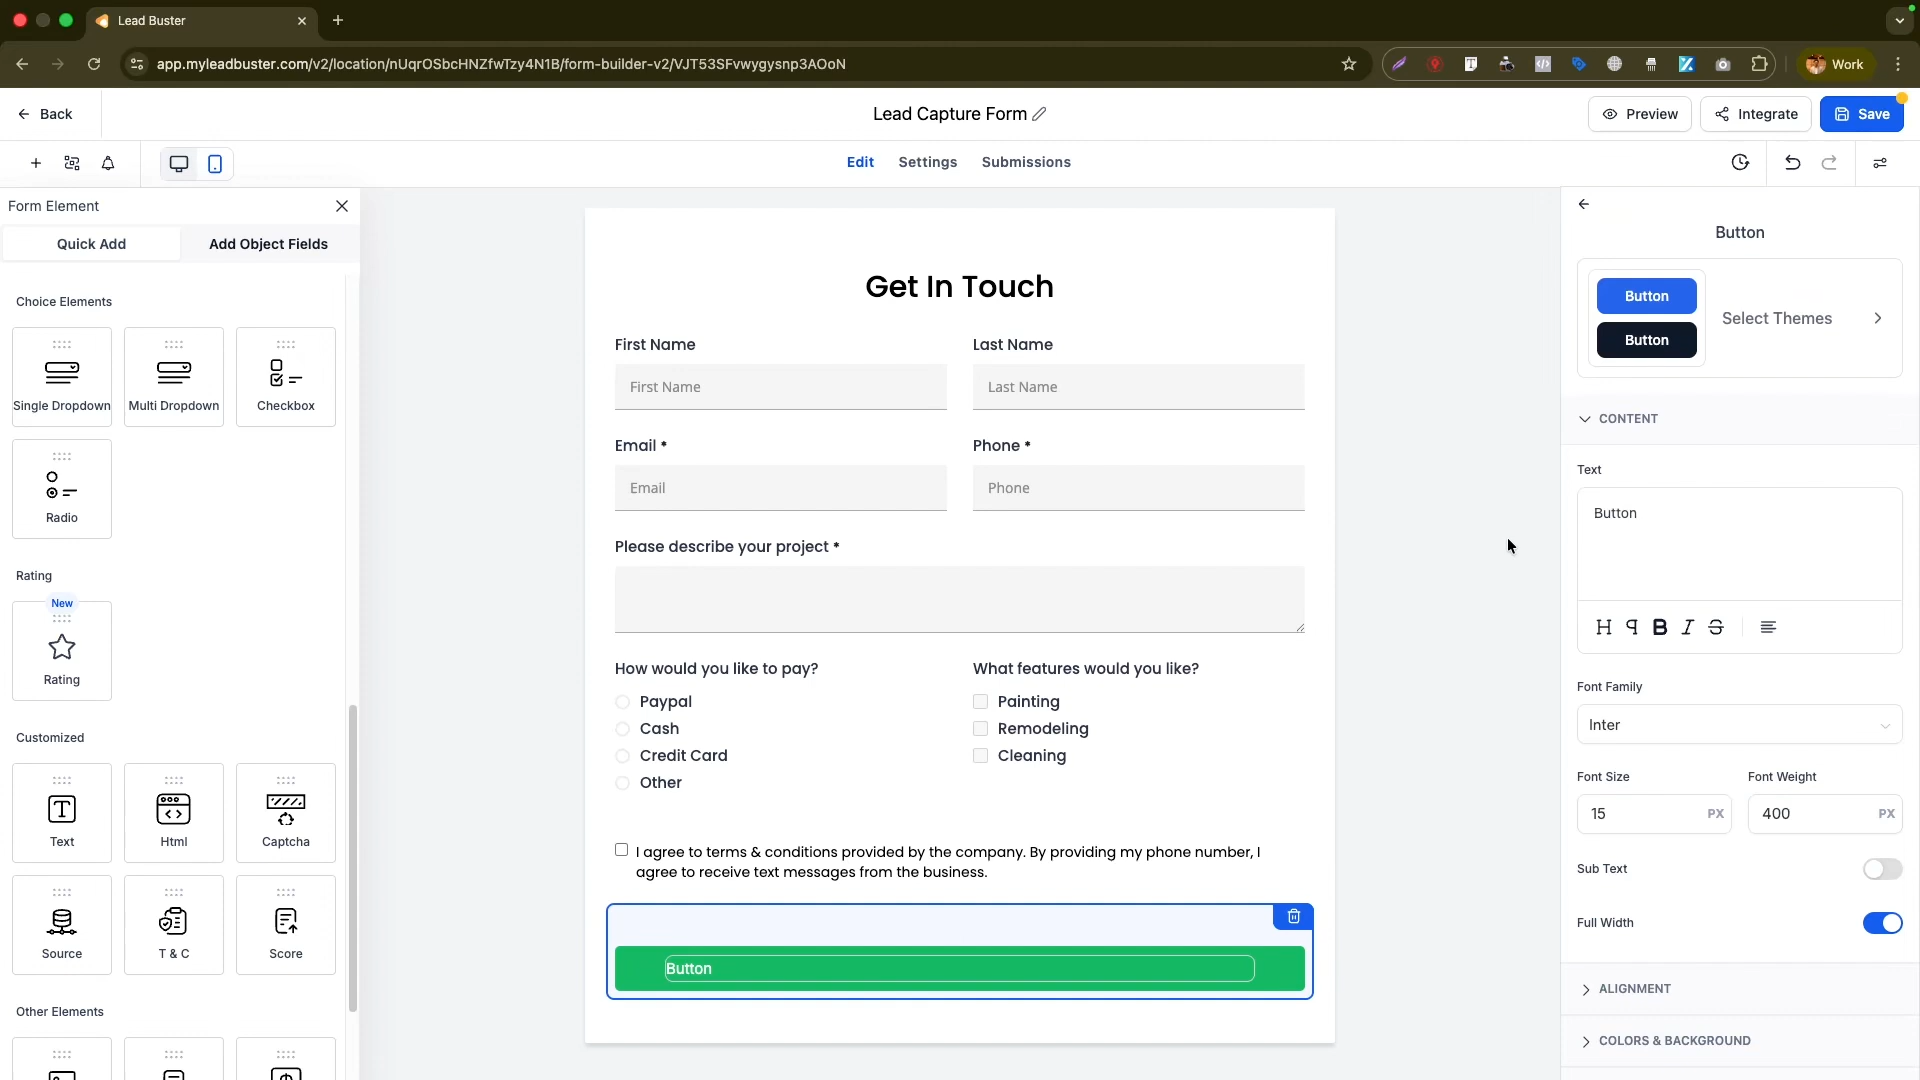 Lead Buster
app.myleadbuster.com/v2/location/nUqrOSbcHNZfwTzy4N1B/form-builder-v2/VJT53SFvwygysnp3AOoN
Work
Back
Lead Capture Form
Preview
Integrate
Save
Edit
Settings
Submissions
Form Element
Quick Add
Add Object Fields
Choice Elements
Single Dropdown
Multi Dropdown
Checkbox
Radio
Rating
New
Rating
Customized
Text
Html
Captcha
Source
T & C
Score
Other Elements
Get In Touch
First Name
Last Name
First Name
Last Name
Email *
Phone *
Email
Phone
Please describe your project *
How would you like to pay?
What features would you like?
Paypal
Painting
Cash
Remodeling
Credit Card
Cleaning
Other
I agree to terms & conditions provided by the company. By providing my phone number, I
agree to receive text messages from the business.
Button
Button
Button
Select Themes
Button
CONTENT
Text
Button
Font Family
Inter
Font Size
Font Weight
15
PX
400
PX
Sub Text
Full Width
ALIGNMENT
COLORS & BACKGROUND